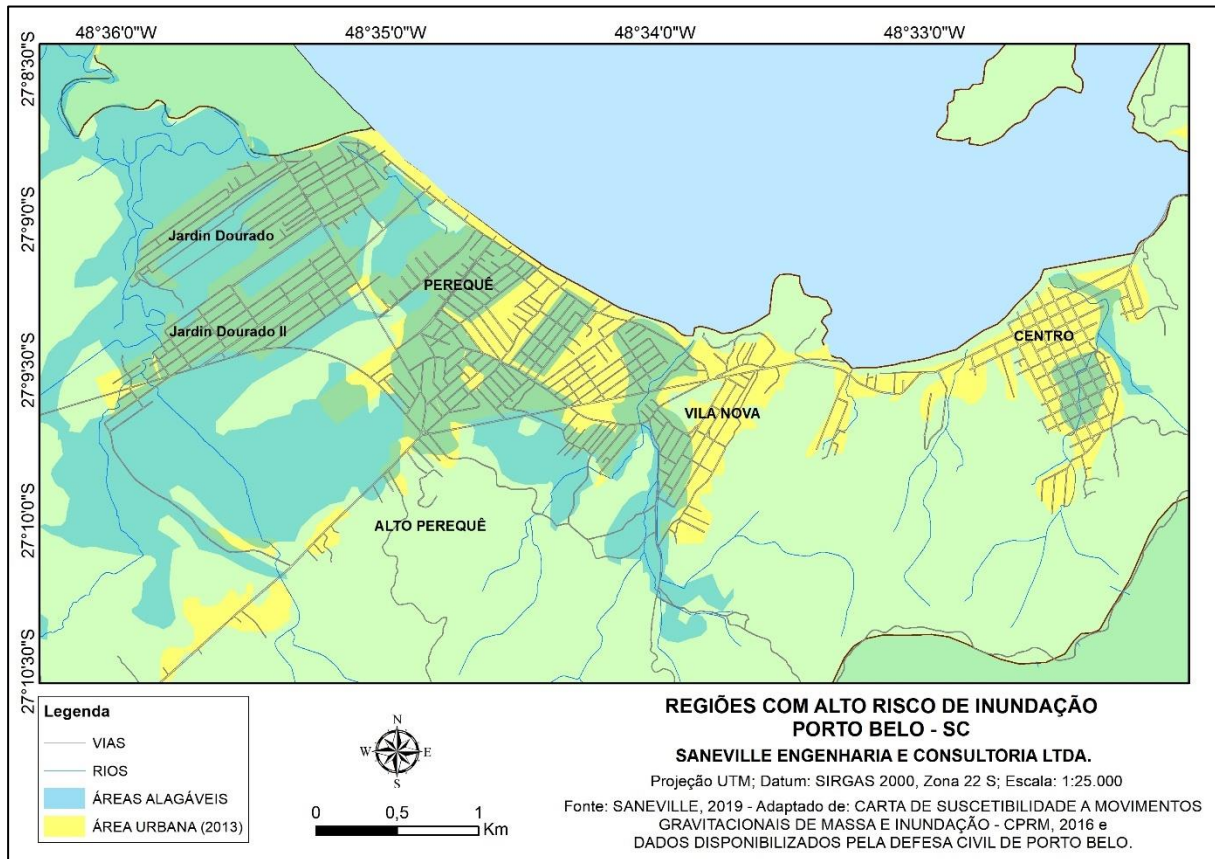 48°36'0"W
48°35'0"W
48°34'0"W
48°33'0"W
27°8'30"S
27°9'0"S
27°9'30"S
27°10'0"S
27°10'30"S
Jardin Dourado
PEREQUÊ
Jardin Dourado II
CENTRO
VILA NOVA
ALTO PEREQUÊ
Legenda
VIAS
RIOS
ÁREAS ALAGÁVEIS
ÁREA URBANA (2013)
N
W E
S
0 0,5 1
Km
REGIÕES COM ALTO RISCO DE INUNDAÇÃO
PORTO BELO - SC
SANEVILLE ENGENHARIA E CONSULTORIA LTDA.
Projeção UTM; Datum: SIRGAS 2000, Zona 22 S; Escala: 1:25.000
Fonte: SANEVILLE, 2019 - Adaptado de: CARTA DE SUSCETIBILIDADE A MOVIMENTOS
GRAVITACIONAIS DE MASSA E INUNDAÇÃO - CPRM, 2016 e
DADOS DISPONIBILIZADOS PELA DEFESA CIVIL DE PORTO BELO.